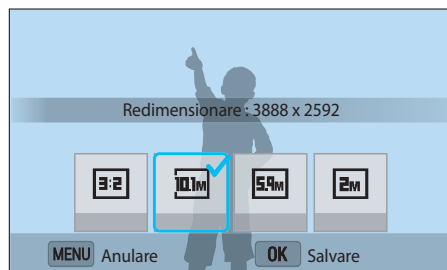 Redimensionare : 3888 x 2592
3:2 10.1M 5.9M 2M
MENU Anulare OK Salvare